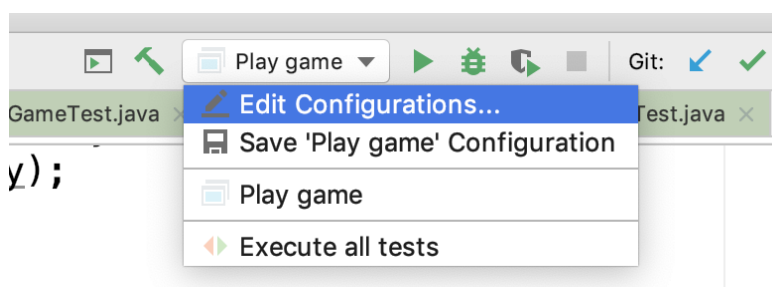 Play game
Git:
GameTest.java
Test.java
Edit Configurations...
Save 'Play game' Configuration
y);
Play game
Execute all tests